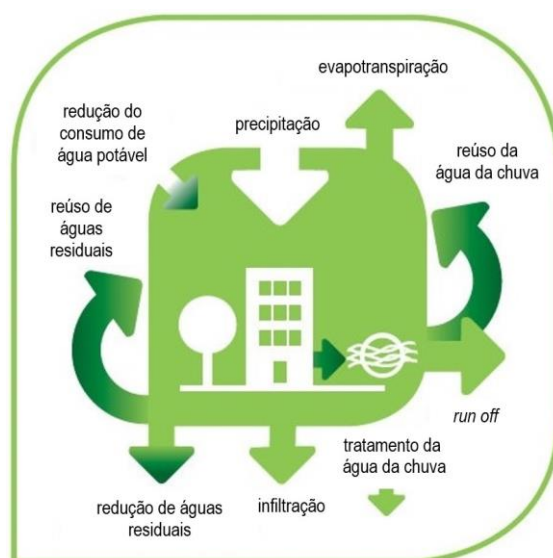 evapotranspiração
redução do
consumo de
água potável
precipitação
reúso da
água da chuva
reúso de
águas
residuais
run off
tratamento da
água da chuva
redução de águas
residuais
infiltração